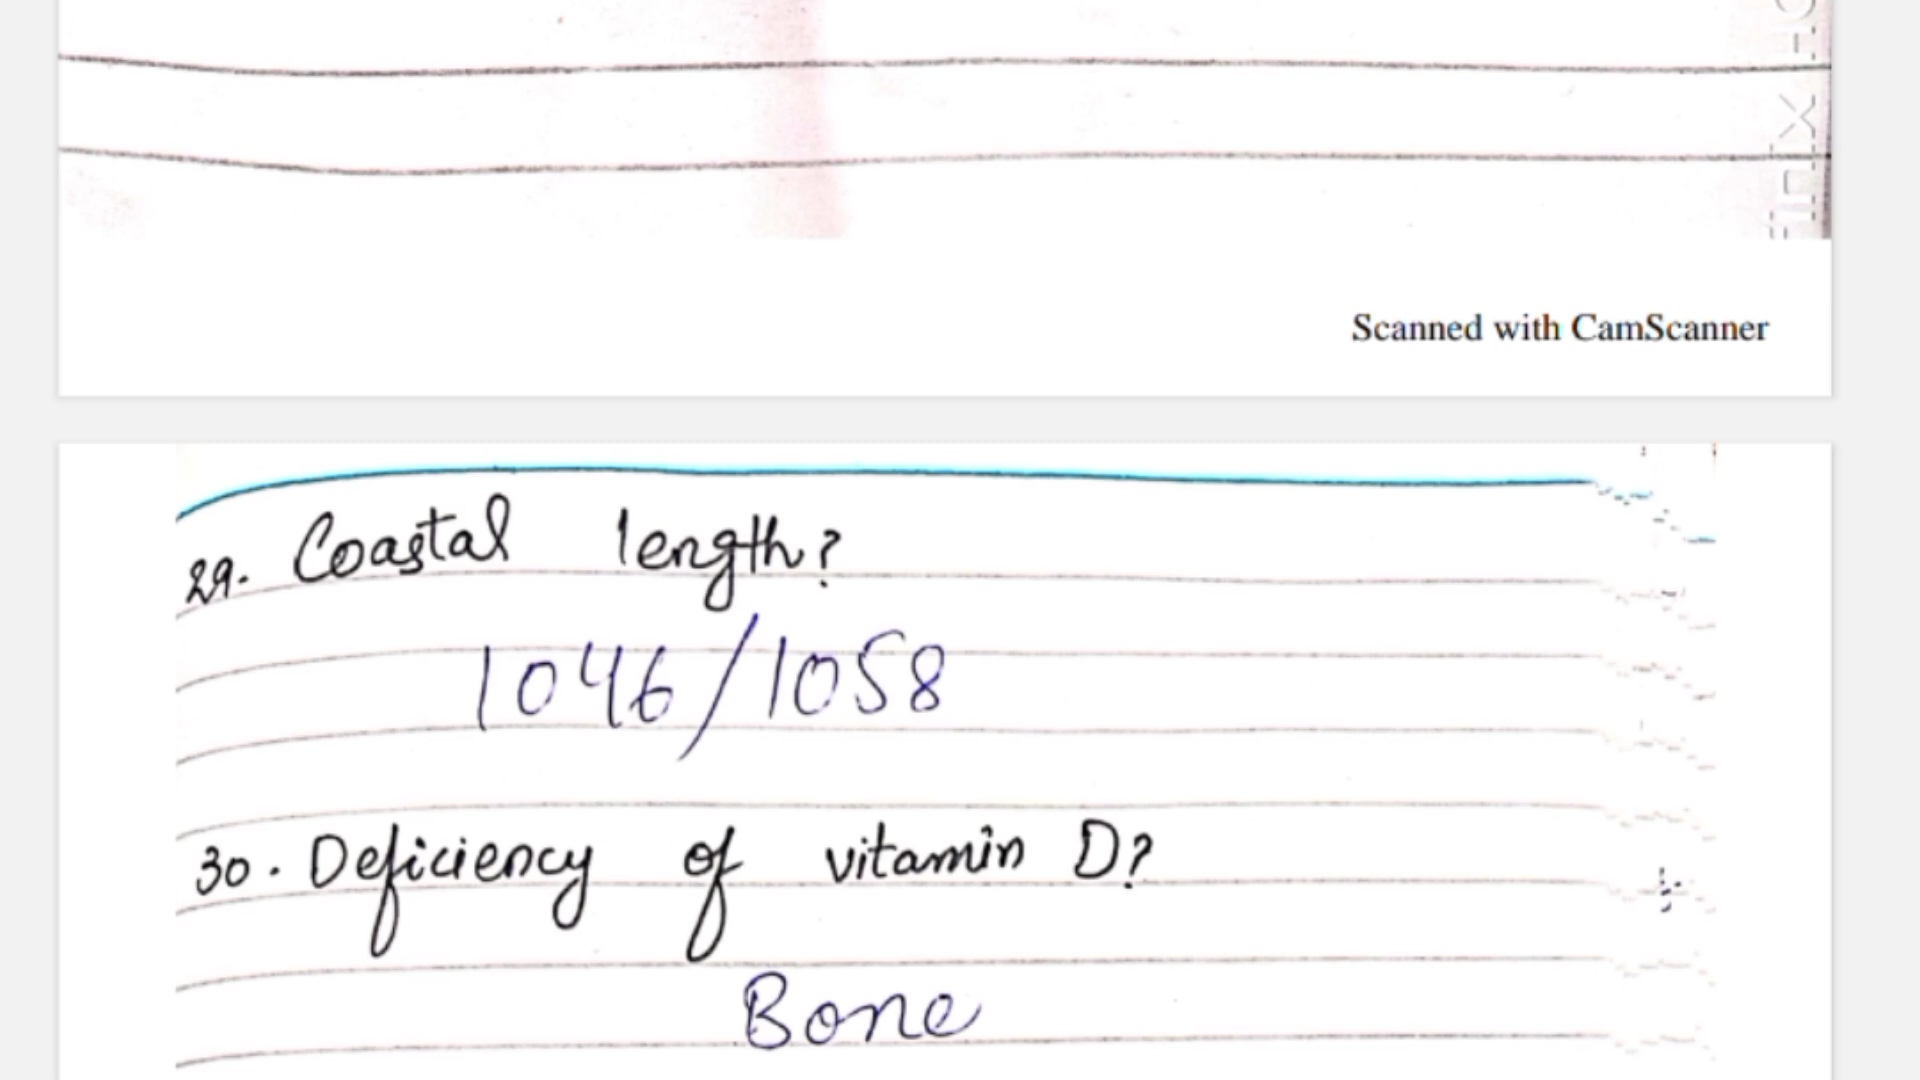 Scanned with CamScanner
29. Coastal length?
1046/1058
30. Deficiency of vitamin D?
Bone